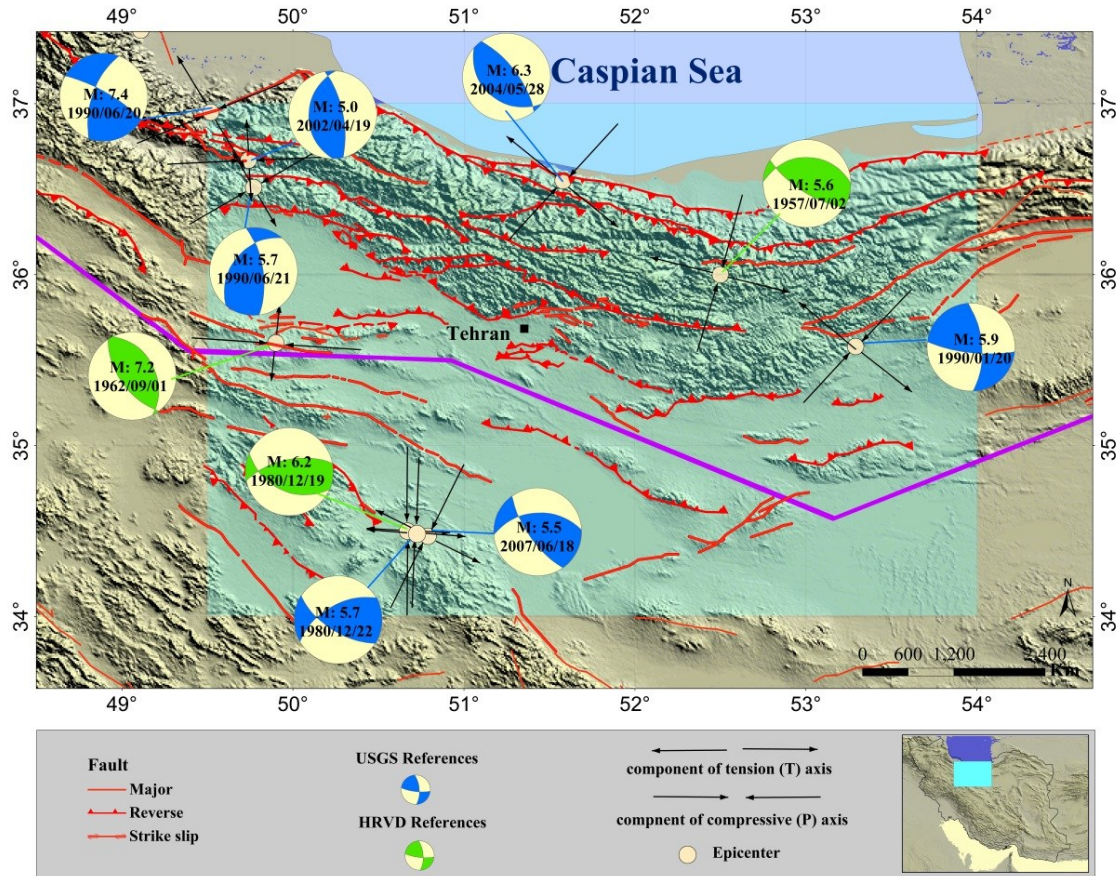 49° 50° 51° 52° 53° 54°
37°
36°
35°
34°
37°
36°
35°
34°
Caspian Sea
M: 7.4
1990/06/20
M: 5.0
2002/04/19
M: 6.3
2004/05/28
M: 5.6
1957/07/02
M: 5.7
1990/06/21
Tehran
M: 5.9
1990/01/20
M: 7.2
1962/09/01
M: 6.2
1980/12/19
M: 5.5
2007/06/18
M: 5.7
1980/12/22
N
0 600 1,200 2,400
Km
49° 50° 51° 52° 53° 54°
Fault
Major
Reverse
Strike slip
USGS References
HRVD References
component of tension (T) axis
compnent of compressive (P) axis
Epicenter